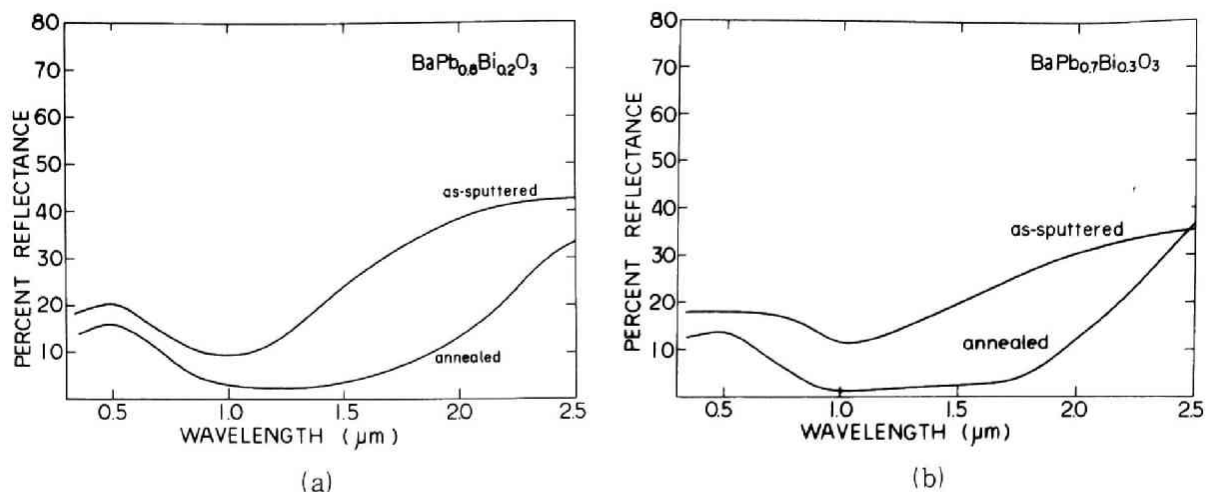 80
70
60
50
40
30
20
10
PERCENT REFLECTANCE
BaPb0.8Bi0.2O3
as-sputtered
annealed
0.5 1.0 1.5 2.0 2.5
WAVELENGTH (μm)
(a)
80
70
60
50
40
30
20
10
PERCENT REFLECTANCE
BaPb0.7Bi0.3O3
as-sputtered
annealed
0.5 1.0 1.5 2.0 2.5
WAVELENGTH (μm)
(b)